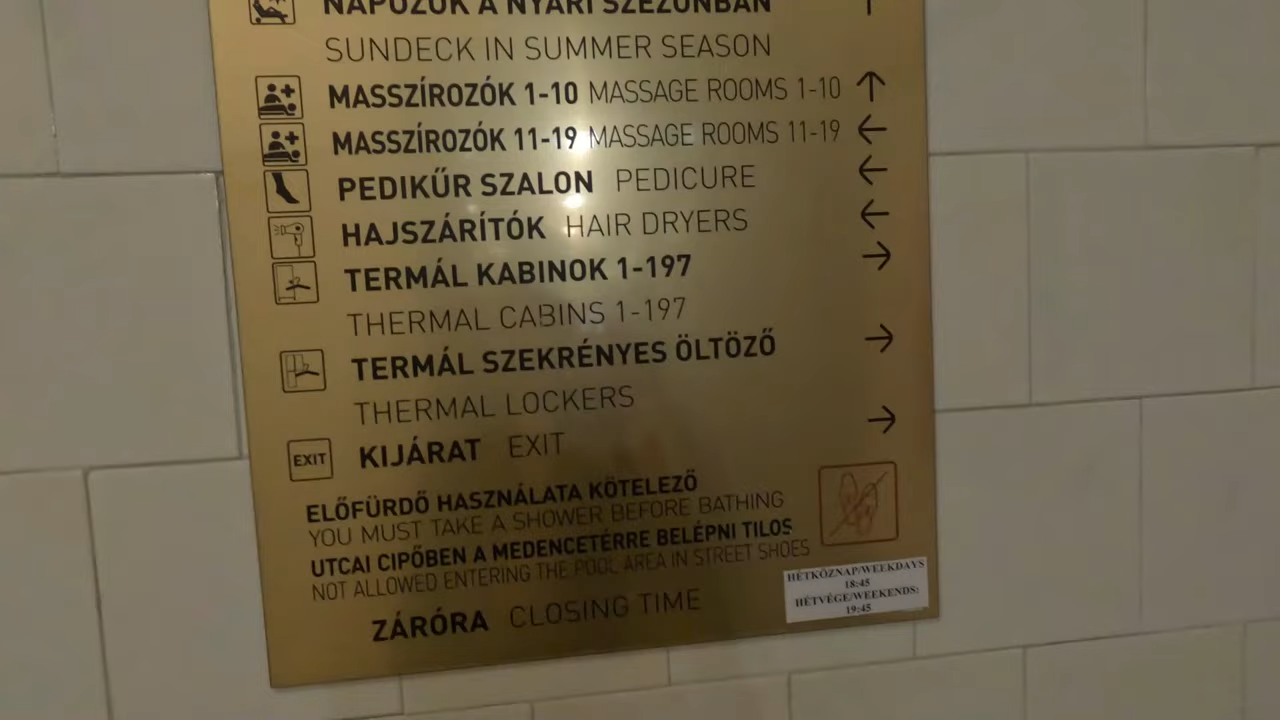 NAPOZÓK A NYÁRI SZEZONBAN
SUNDECK IN SUMMER SEASON
MASSZÍROZÓK 1-10 MASSAGE ROOMS 1-10
MASSZÍROZÓK 11-19 MASSAGE ROOMS 11-19
PEDIKŰR SZALON PEDICURE
HAJSZÁRÍTÓK HAIR DRYERS
TERMÁL KABINOK 1-197
THERMAL CABINS 1-197
TERMÁL SZEKRÉNYES ÖLTÖZŐ
THERMAL LOCKERS
EXIT KIJÁRAT EXIT
ELŐFÜRDŐ HASZNÁLATA KÖTELEZŐ
YOU MUST TAKE A SHOWER BEFORE BATHING
UTCAI CIPŐBEN A MEDENCETÉRRE BELÉPNI TILOS
NOT ALLOWED ENTERING THE POOL AREA IN STREET SHOES
ZÁRÓRA CLOSING TIME
HÉTKÖZNAP/WEEKDAYS
18:45
HÉTVÉGE/WEEKENDS:
19:45